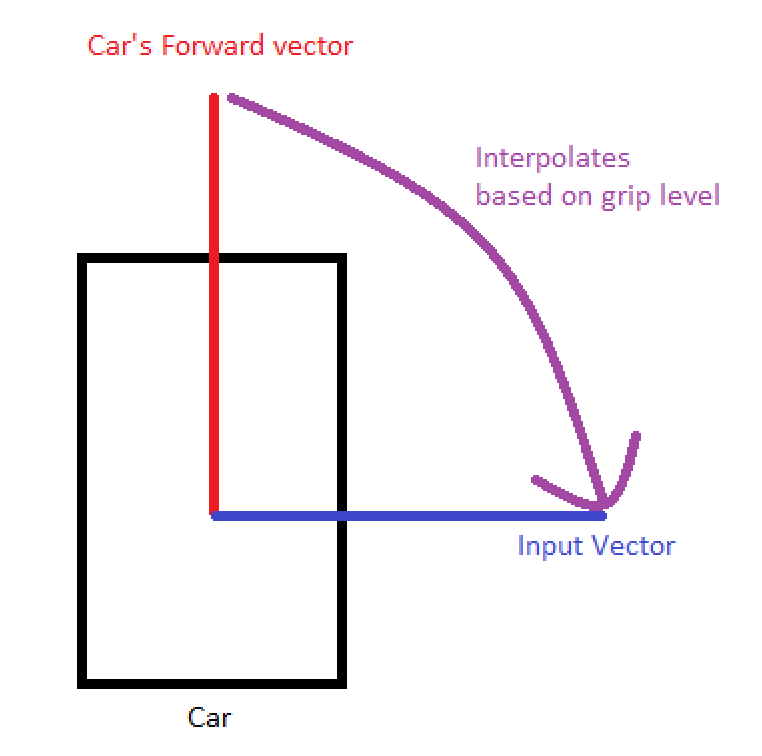 Car's Forward vector
Interpolates
based on grip level
Input Vector
Car